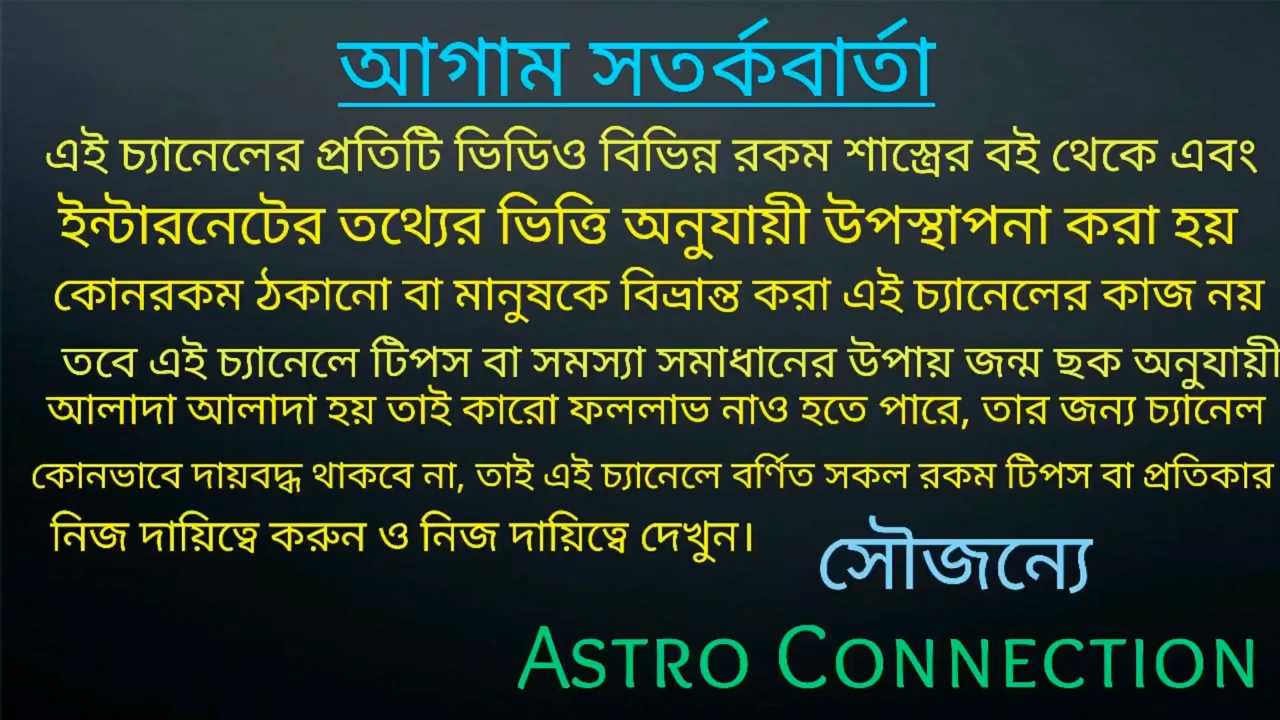 আগাম সতর্কবার্তা
এই চ্যানেলের প্রতিটি ভিডিও বিভিন্ন রকম শাস্ত্রের বই থেকে এবং
ইন্টারনেটের তথ্যের ভিত্তি অনুযায়ী উপস্থাপনা করা হয়
কোনরকম ঠকানো বা মানুষকে বিভ্রান্ত করা এই চ্যানেলের কাজ নয়
তবে এই চ্যানেলে টিপস বা সমস্যা সমাধানের উপায় জন্ম ছক অনুযায়ী
আলাদা আলাদা হয় তাই কারো ফললাভ নাও হতে পারে, তার জন্য চ্যানেল
কোনভাবে দায়বদ্ধ থাকবে না, তাই এই চ্যানেলে বর্ণিত সকল রকম টিপস বা প্রতিকার
নিজ দায়িত্বে করুন ও নিজ দায়িত্বে দেখুন।
সৌজন্যে
ASTRO CONNECTION